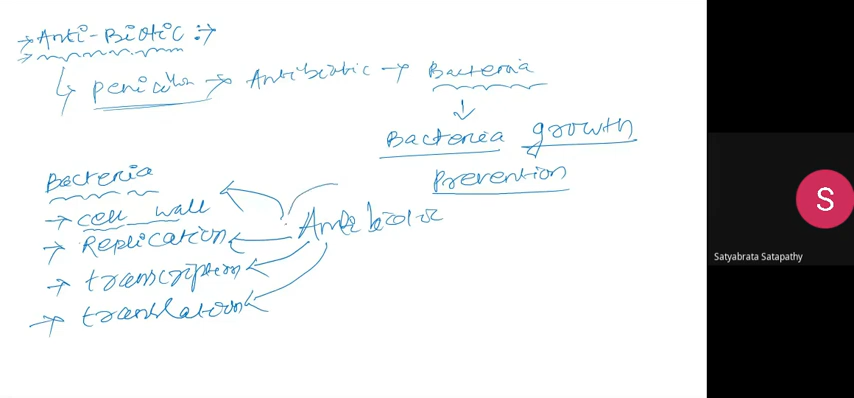 → Anti-Biotic :→
↳ penicillin → Antibiotic → Bacteria
↓
Bacteria growth
Prevention
Bacteria
→ cell wall
Antibiotic
→ Replication
→ transcription
→ translation
S
Satyabrata Satapathy